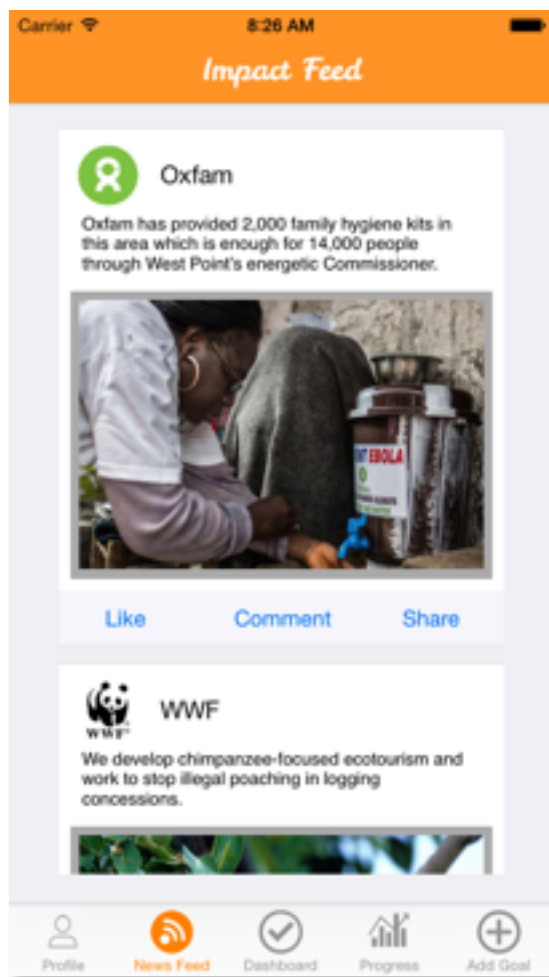 Carrier 8:26 AM
Impact Feed
Oxfam
Oxfam has provided 2,000 family hygiene kits in
this area which is enough for 14,000 people
through West Point's energetic Commissioner.
EBOLA
Like Comment Share
WWF
WWF
We develop chimpanzee-focused ecotourism and
work to stop illegal poaching in logging
concessions.
Profile News Feed Dashboard Progress Add Goal